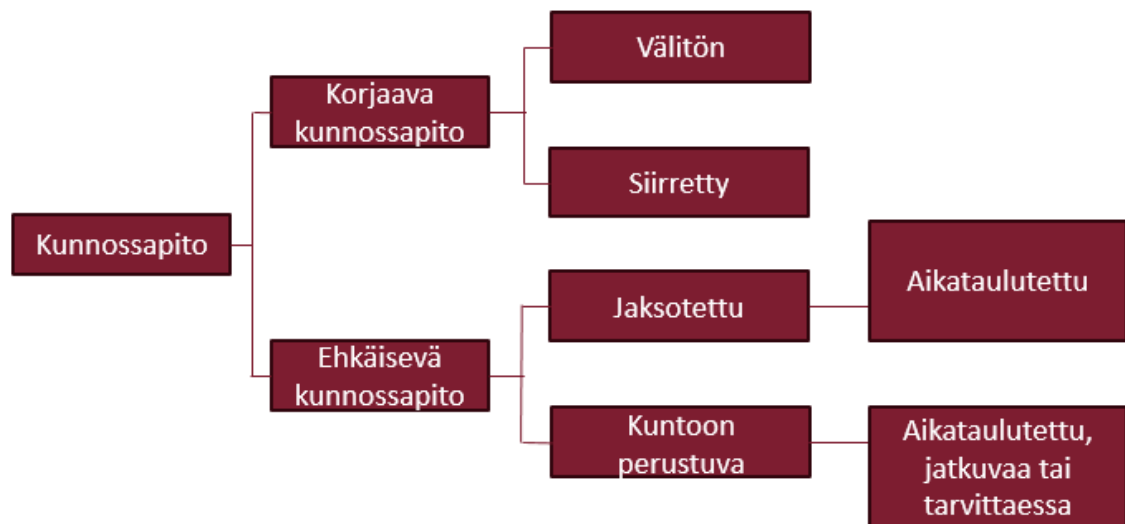 Välitön
Korjaava
kunnossapito
Siirretty
Kunnossapito
Aikataulutettu
Jaksotettu
Ehkäisevä
kunnossapito
Kuntoon
perustuva
Aikataulutettu,
jatkuvaa tai
tarvittaessa